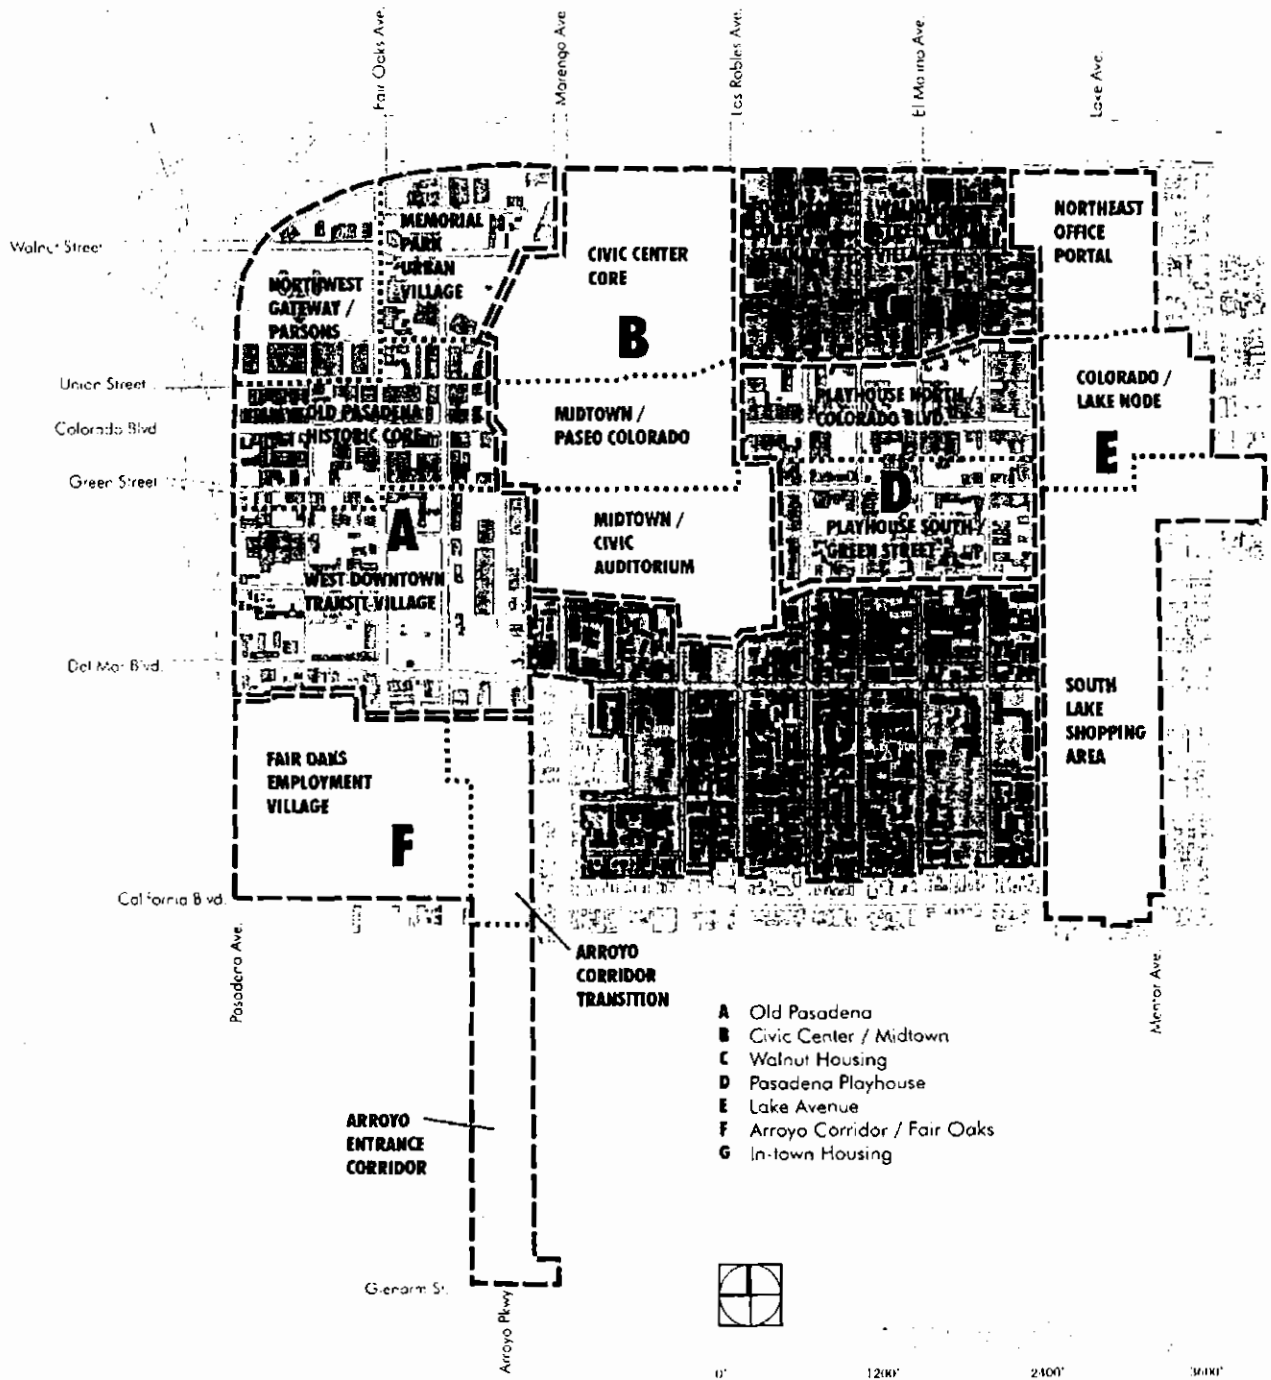 Fair Oaks Ave.
Marengo Ave.
Los Robles Ave.
El Molino Ave.
Lake Ave.
Walnut Street
Union Street
Colorado Blvd
Green Street
Del Mar Blvd.
California Blvd.
Pasadena Ave.
Glenarm St.
Arroyo Pkwy
Mentor Ave.
MEMORIAL
PARK
URBAN
VILLAGE
NORTHWEST
GATEWAY /
PARSONS
OLD PASADENA
HISTORIC CORE
A
WEST DOWNTOWN
TRANSIT VILLAGE
CIVIC CENTER
CORE
B
MIDTOWN /
PASEO COLORADO
MIDTOWN /
CIVIC
AUDITORIUM
WALNUT
STREET URBAN
VILLAGE
C
PLAYHOUSE NORTH /
COLORADO BLVD.
D
PLAYHOUSE SOUTH /
GREEN STREET
NORTHEAST
OFFICE
PORTAL
COLORADO /
LAKE NODE
E
SOUTH
LAKE
SHOPPING
AREA
FAIR OAKS
EMPLOYMENT
VILLAGE
F
ARROYO
CORRIDOR
TRANSITION
ARROYO
ENTRANCE
CORRIDOR
A Old Pasadena
B Civic Center / Midtown
C Walnut Housing
D Pasadena Playhouse
E Lake Avenue
F Arroyo Corridor / Fair Oaks
G In-town Housing
0' 1200' 2400' 3600'